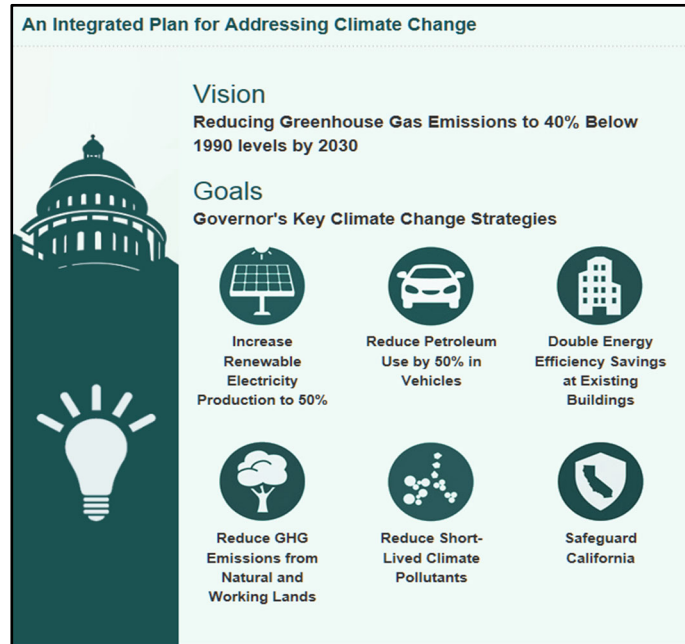 An Integrated Plan for Addressing Climate Change
Vision
Reducing Greenhouse Gas Emissions to 40% Below
1990 levels by 2030
Goals
Governor's Key Climate Change Strategies
Increase
Renewable
Electricity
Production to 50%
Reduce Petroleum
Use by 50% in
Vehicles
Double Energy
Efficiency Savings
at Existing
Buildings
Reduce GHG
Emissions from
Natural and
Working Lands
Reduce Short-
Lived Climate
Pollutants
Safeguard
California